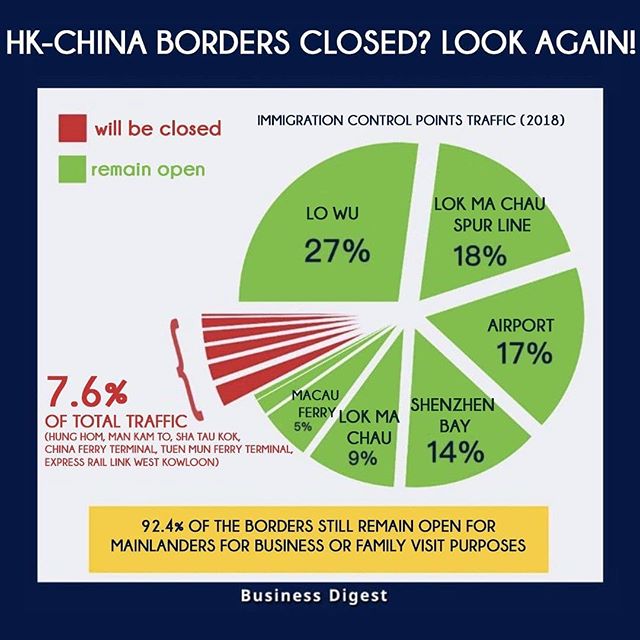 HK-CHINA BORDERS CLOSED? LOOK AGAIN!
will be closed
remain open
IMMIGRATION CONTROL POINTS TRAFFIC (2018)
LO WU
27%
LOK MA CHAU
SPUR LINE
18%
AIRPORT
17%
SHENZHEN
BAY
14%
LOK MA
CHAU
9%
MACAU
FERRY
5%
7.6%
OF TOTAL TRAFFIC
(HUNG HOM, MAN KAM TO, SHA TAU KOK,
CHINA FERRY TERMINAL, TUEN MUN FERRY TERMINAL,
EXPRESS RAIL LINK WEST KOWLOON)
92.4% OF THE BORDERS STILL REMAIN OPEN FOR
MAINLANDERS FOR BUSINESS OR FAMILY VISIT PURPOSES
Business Digest